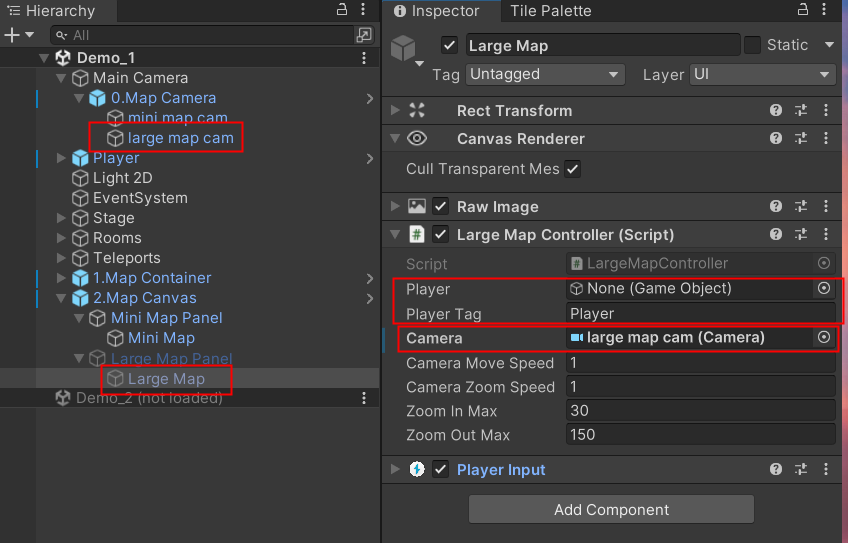 Hierarchy
All
Demo_1
Main Camera
0.Map Camera
mini map cam
large map cam
Player
Light 2D
EventSystem
Stage
Rooms
Teleports
1.Map Container
2.Map Canvas
Mini Map Panel
Mini Map
Large Map Panel
Large Map
Demo_2 (not loaded)
Inspector Tile Palette
Large Map Static
Tag Untagged Layer UI
Rect Transform
Canvas Renderer
Cull Transparent Mes
Raw Image
Large Map Controller (Script)
Script LargeMapController
Player None (Game Object)
Player Tag Player
Camera large map cam (Camera)
Camera Move Speed 1
Camera Zoom Speed 1
Zoom In Max 30
Zoom Out Max 150
Player Input
Add Component